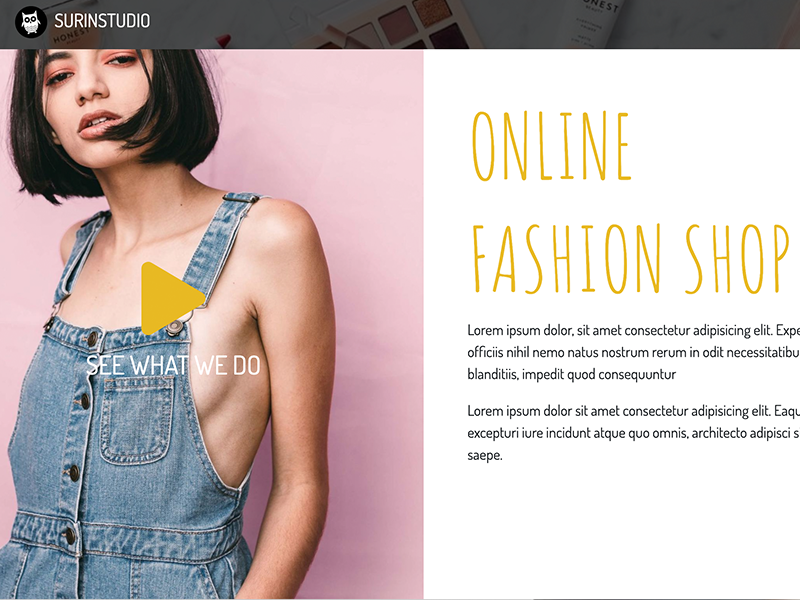 SURINSTUDIO
HONEST
HONEST
SEE WHAT WE DO
ONLINE
FASHION SHOP
Lorem ipsum dolor, sit amet consectetur adipisicing elit. Expe
officiis nihil nemo natus nostrum rerum in odit necessitatibu
blanditiis, impedit quod consequuntur
Lorem ipsum dolor sit amet consectetur adipisicing elit. Eaqu
excepturi iure incidunt atque quo omnis, architecto adipisci s
saepe.